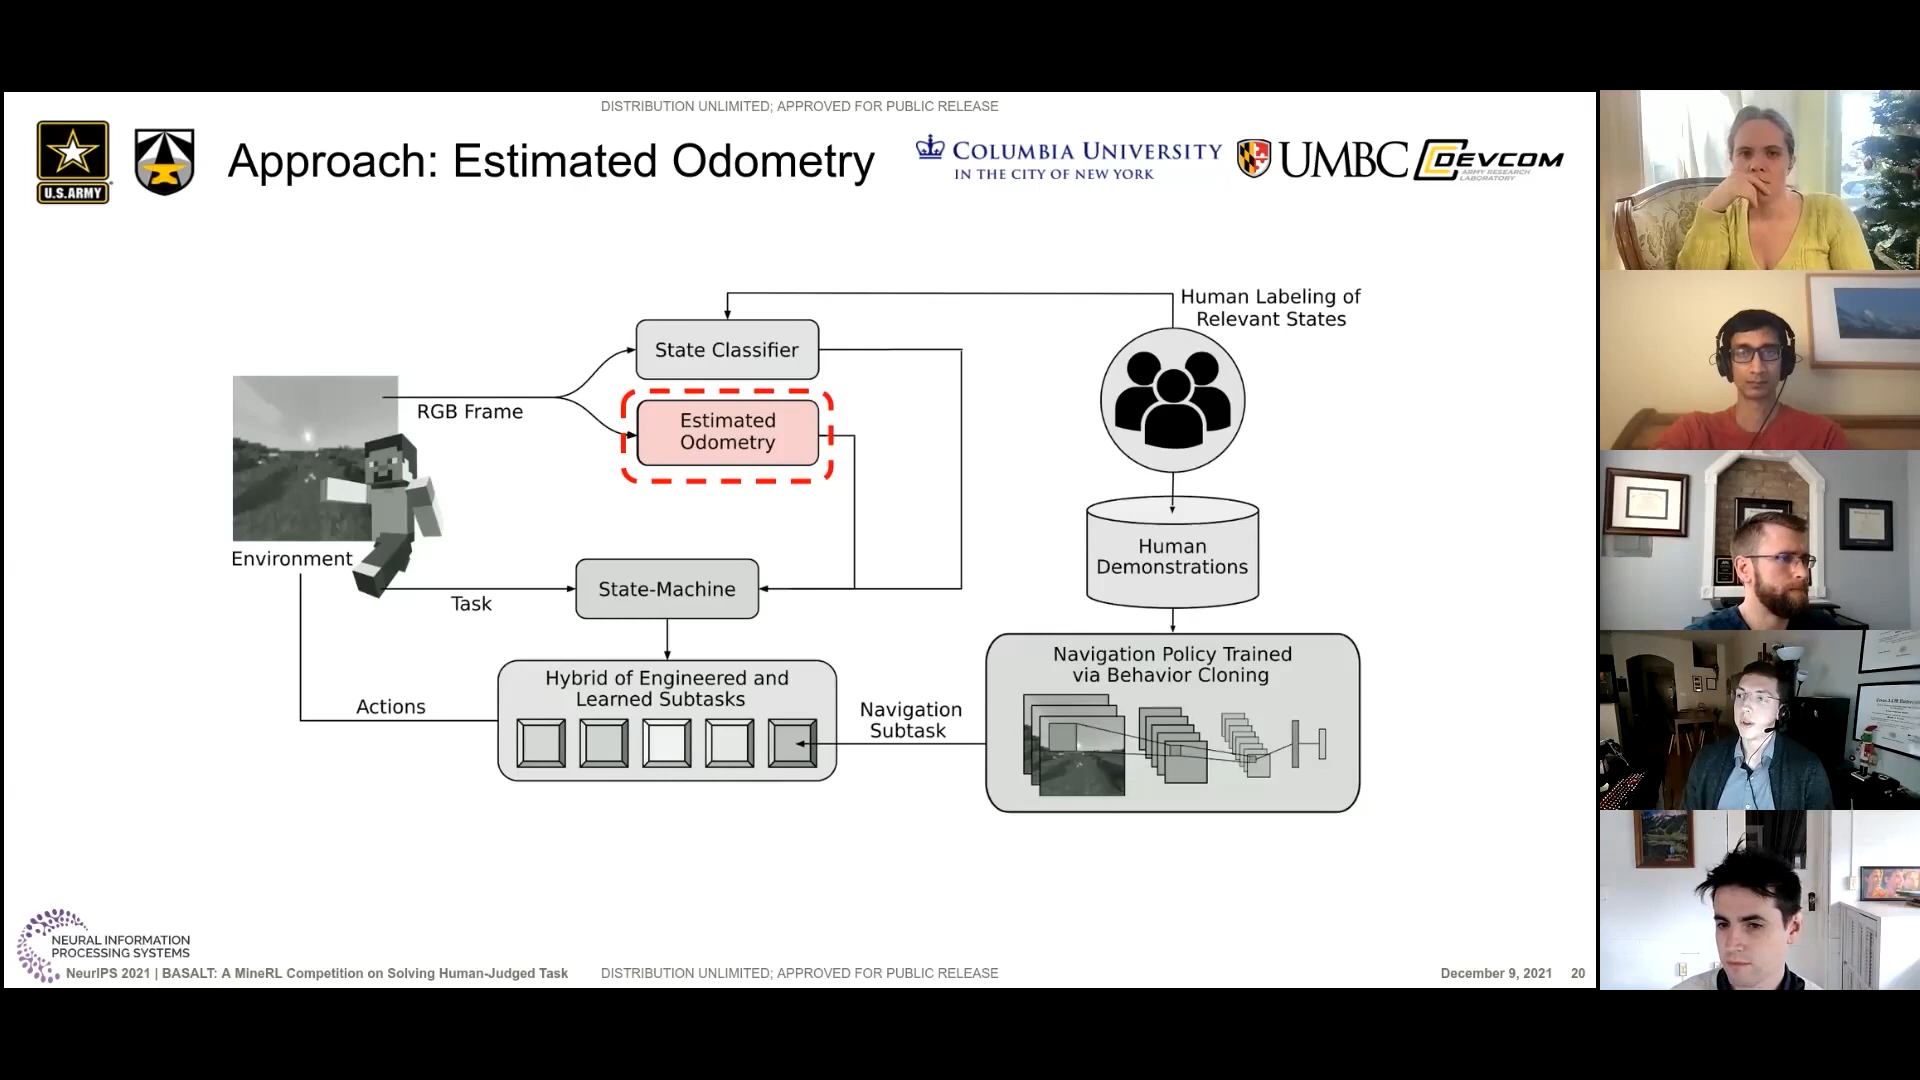 DISTRIBUTION UNLIMITED; APPROVED FOR PUBLIC RELEASE
U.S.ARMY
Approach: Estimated Odometry
COLUMBIA UNIVERSITY
IN THE CITY OF NEW YORK
UMBC
DEVCOM
ARMY RESEARCH
LABORATORY
Human Labeling of
Relevant States
State Classifier
RGB Frame
Estimated
Odometry
Environment
Human
Demonstrations
Task
State-Machine
Hybrid of Engineered and
Learned Subtasks
Actions
Navigation
Subtask
Navigation Policy Trained
via Behavior Cloning
NEURAL INFORMATION
PROCESSING SYSTEMS
NeurIPS 2021 | BASALT: A MineRL Competition on Solving Human-Judged Task
DISTRIBUTION UNLIMITED; APPROVED FOR PUBLIC RELEASE
December 9, 2021 20